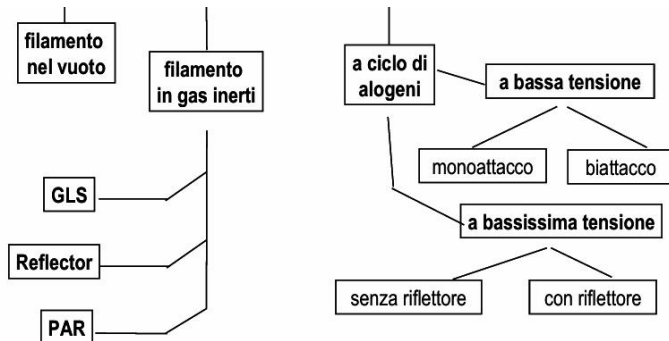 filamento
nel vuoto
filamento
in gas inerti
a ciclo di
alogeni
a bassa tensione
monoattacco
biattacco
GLS
a bassissima tensione
Reflector
senza riflettore
con riflettore
PAR